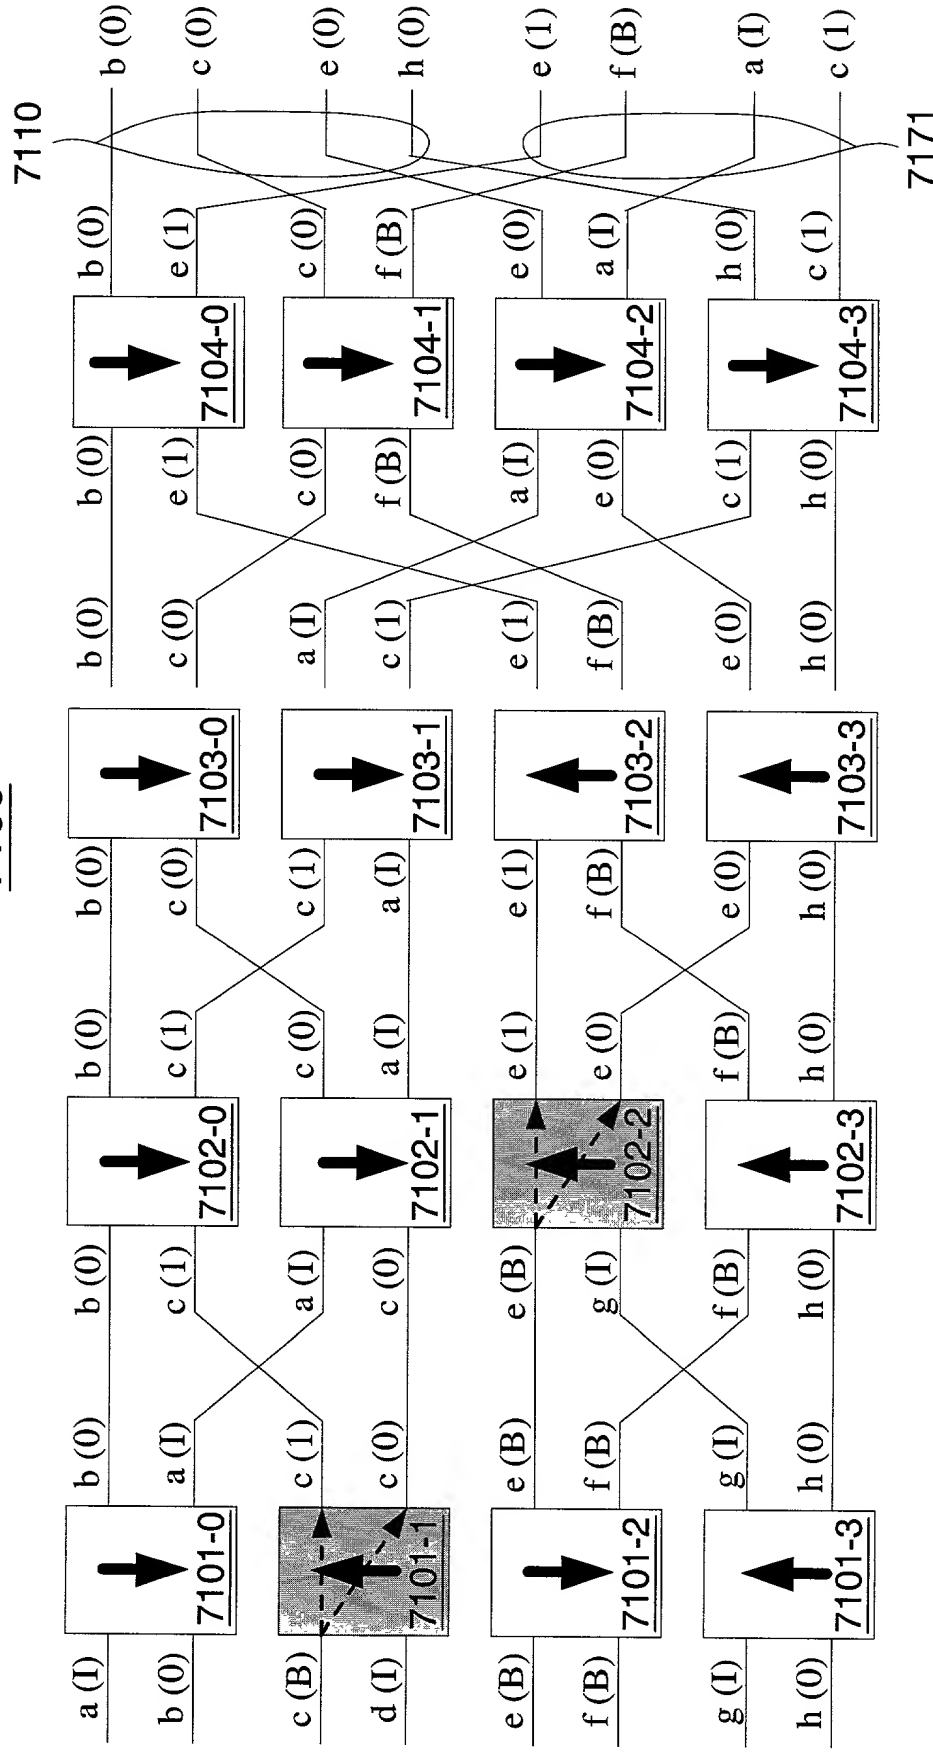 7110
a (I) b (0) b (0) b (0) b (0) b (0) b (0) b (0) b (0)
b (0) a (I) c (1) c (1) c (0) c (0) e (1) e (1) c (0)
7101-0 7102-0 7103-0 7104-0
c (B) c (1) a (I) c (0) c (1) a (I) c (0) c (0) e (0)
d (I) c (0) c (0) a (I) a (I) c (1) f (B) f (B) h (0)
7101-1 7102-1 7103-1 7104-1
e (B) e (B) e (B) e (1) e (1) e (1) a (I) e (0) e (1)
f (B) f (B) g (I) e (0) f (B) f (B) e (0) a (I) f (B)
7101-2 7102-2 7103-2 7104-2
g (I) g (I) f (B) f (B) e (0) e (0) c (1) h (0) a (I)
h (0) h (0) h (0) h (0) h (0) h (0) h (0) c (1) c (1)
7101-3 7102-3 7103-3 7104-3
7171